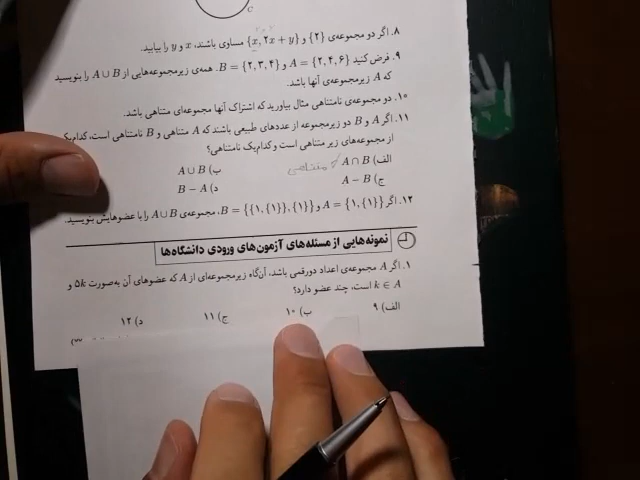 C
۸. اگر دو مجموعه‌ی {۲} و {x, ۲x + y} مساوی باشند، x و y را بیابید.
۹. فرض کنید A = {۲, ۴, ۶} و B = {۲, ۳, ۴}. همه‌ی زیرمجموعه‌هایی از A ∪ B را بنویسید
که A زیرمجموعه‌ی آنها باشد.
۱۰. دو مجموعه‌ی نامتناهی مثال بیاورید که اشتراک آنها مجموعه‌ای متناهی باشد.
۱۱. اگر A و B دو زیرمجموعه از عددهای طبیعی باشند که A متناهی و B نامتناهی است، کدام‌یک
از مجموعه‌های زیر متناهی است و کدام‌یک نامتناهی؟
الف) A ∩ B متناهی ب) A ∪ B
ج) A − B د) B − A
۱۲. اگر A = {۱, {۱}} و B = {{۱, {۱}}, {۱}}، مجموعه‌ی A ∪ B را با عضوهایش بنویسید.
نمونه‌هایی از مسئله‌های آزمون‌های ورودی دانشگاه‌ها
۱. اگر A مجموعه‌ی اعداد دورقمی باشد، آن‌گاه زیرمجموعه‌ای از A که عضوهای آن به‌صورت ۵k و
k ∈ A است، چند عضو دارد؟
الف) ۹ ب) ۱۰ ج) ۱۱ د) ۱۲